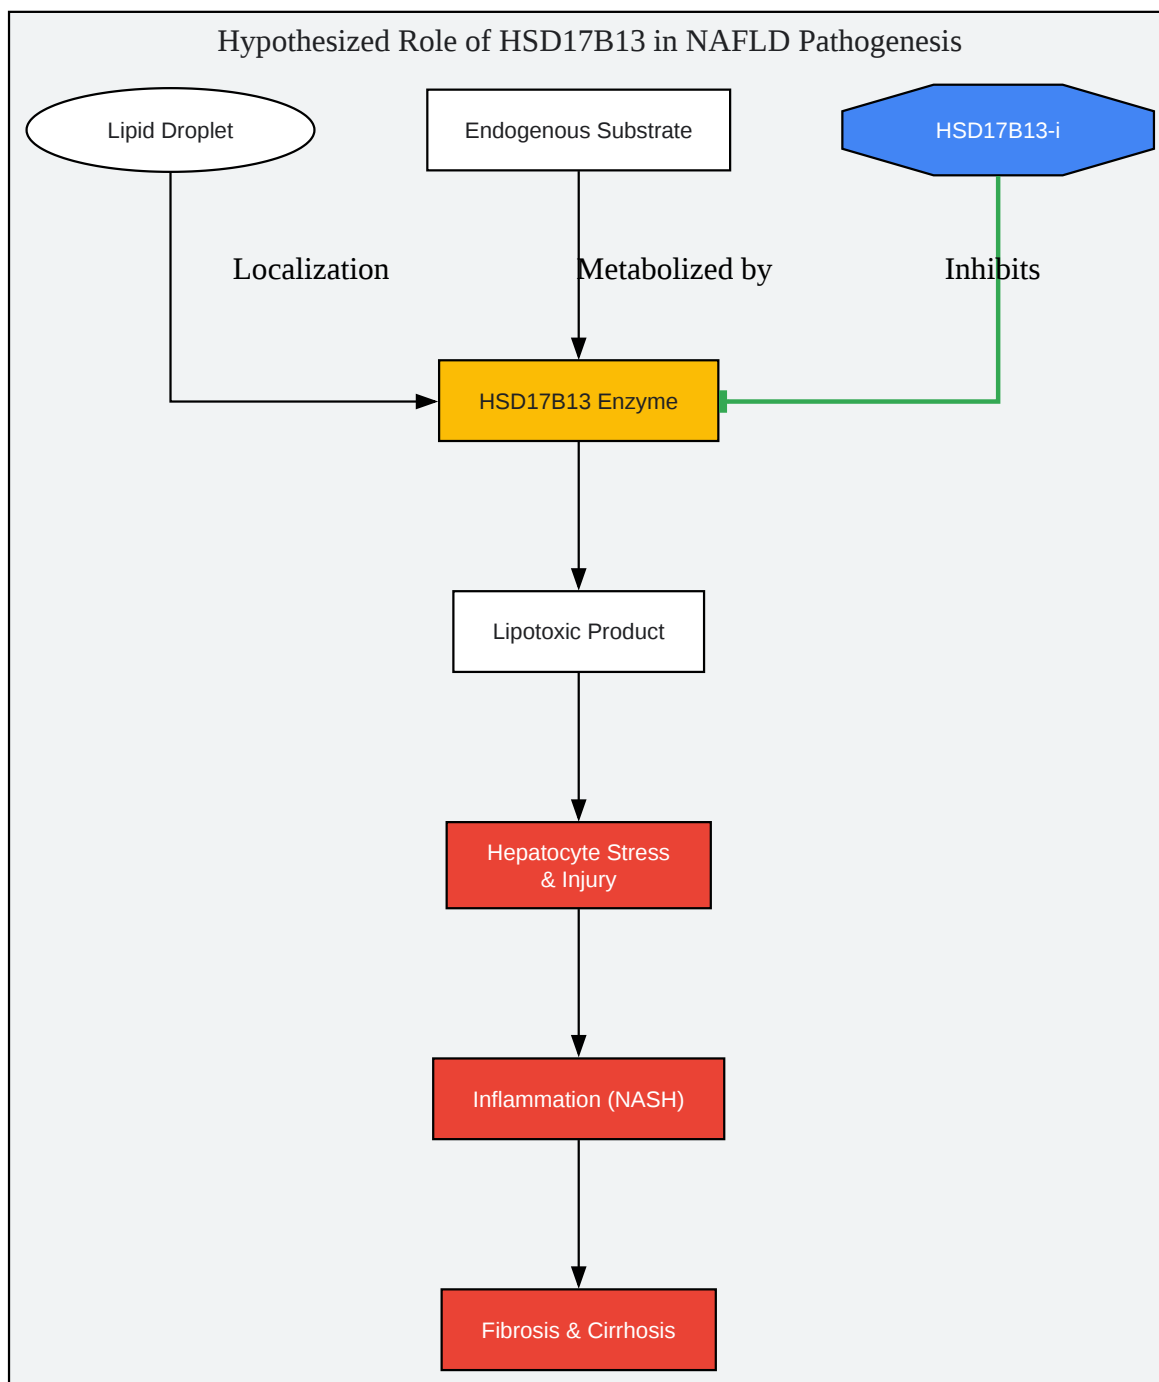 Hypothesized Role of HSD17B13 in NAFLD Pathogenesis
Lipid Droplet
Endogenous Substrate
HSD17B13-i
Localization
Metabolized by
Inhibits
HSD17B13 Enzyme
Lipotoxic Product
Hepatocyte Stress
& Injury
Inflammation (NASH)
Fibrosis & Cirrhosis